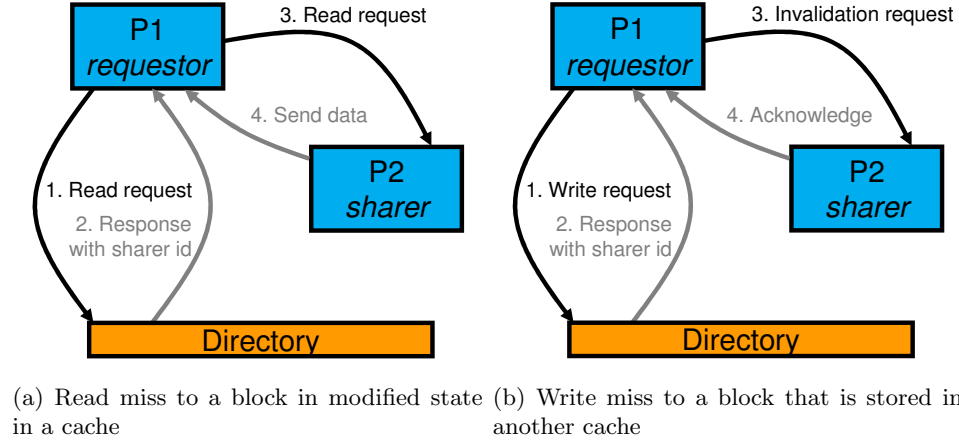 3. Read request
P1
requestor
4. Send data
P2
sharer
1. Read request
2. Response
with sharer id
Directory
(a) Read miss to a block in modified state
in a cache
3. Invalidation request
P1
requestor
4. Acknowledge
P2
sharer
1. Write request
2. Response
with sharer id
Directory
(b) Write miss to a block that is stored in
another cache